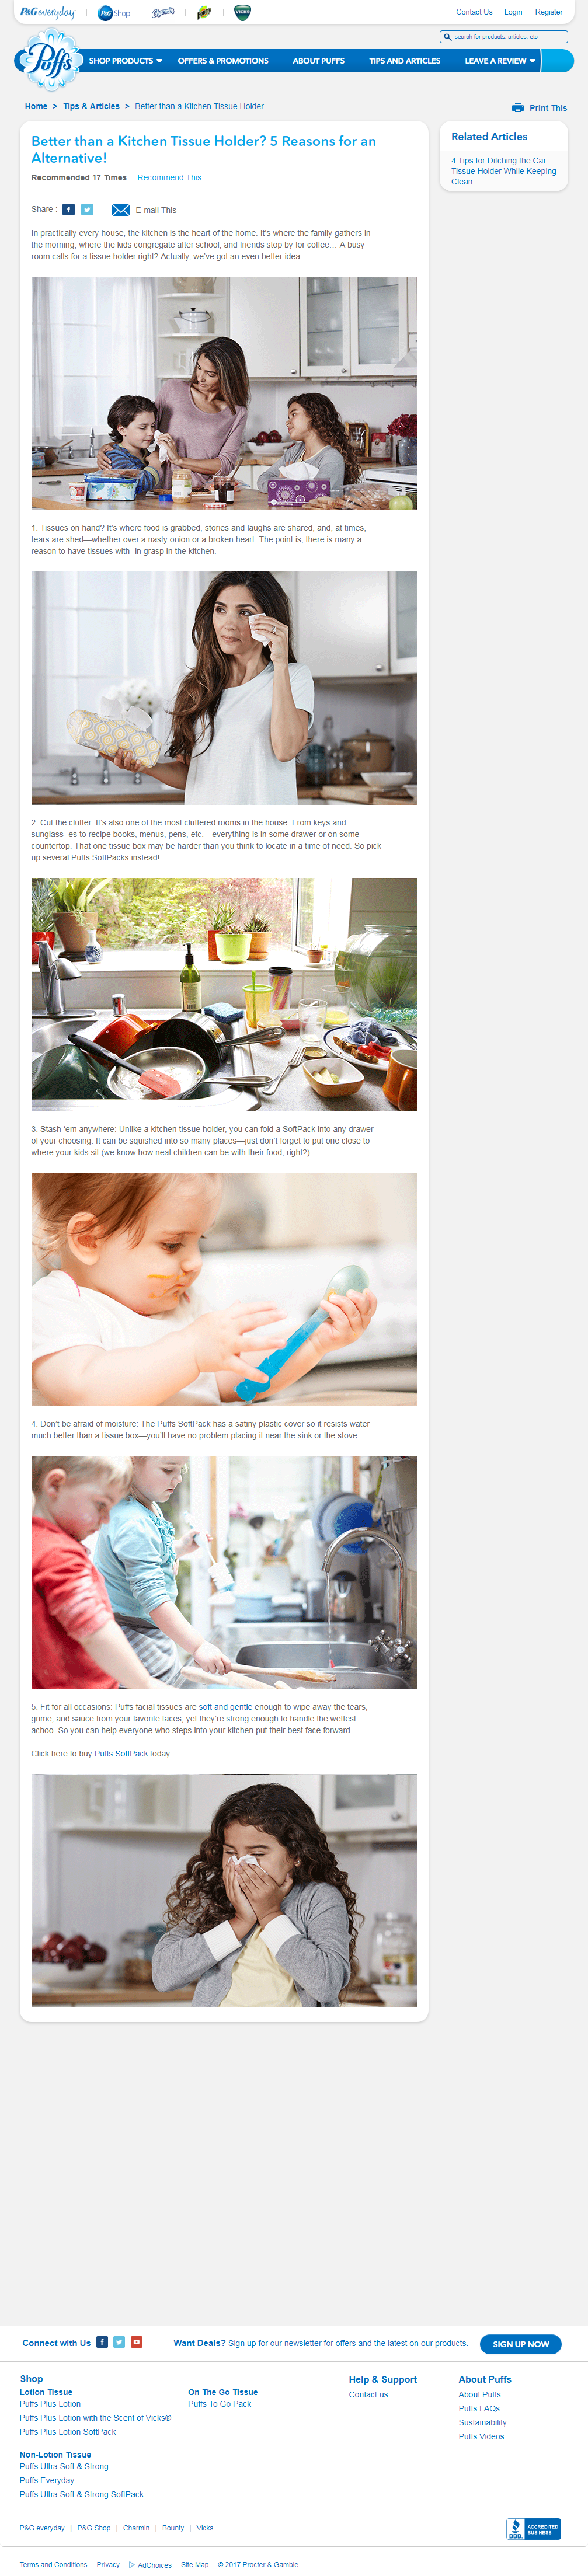 P&G everyday
P&G Shop
Charmin
Bounty
VICKS
Contact Us
Login
Register
search for products, articles, etc
Puffs
SHOP PRODUCTS
OFFERS & PROMOTIONS
ABOUT PUFFS
TIPS AND ARTICLES
LEAVE A REVIEW
Home > Tips & Articles > Better than a Kitchen Tissue Holder
Print This
Better than a Kitchen Tissue Holder? 5 Reasons for an
Alternative!
Recommended 17 Times
Recommend This
Share :
E-mail This
In practically every house, the kitchen is the heart of the home. It's where the family gathers in
the morning, where the kids congregate after school, and friends stop by for coffee… A busy
room calls for a tissue holder right? Actually, we've got an even better idea.
1. Tissues on hand? It's where food is grabbed, stories and laughs are shared, and, at times,
tears are shed—whether over a nasty onion or a broken heart. The point is, there is many a
reason to have tissues with- in grasp in the kitchen.
2. Cut the clutter: It's also one of the most cluttered rooms in the house. From keys and
sunglass- es to recipe books, menus, pens, etc.—everything is in some drawer or on some
countertop. That one tissue box may be harder than you think to locate in a time of need. So pick
up several Puffs SoftPacks instead!
3. Stash 'em anywhere: Unlike a kitchen tissue holder, you can fold a SoftPack into any drawer
of your choosing. It can be squished into so many places—just don't forget to put one close to
where your kids sit (we know how neat children can be with their food, right?).
4. Don't be afraid of moisture: The Puffs SoftPack has a satiny plastic cover so it resists water
much better than a tissue box—you'll have no problem placing it near the sink or the stove.
5. Fit for all occasions: Puffs facial tissues are soft and gentle enough to wipe away the tears,
grime, and sauce from your favorite faces, yet they're strong enough to handle the wettest
achoo. So you can help everyone who steps into your kitchen put their best face forward.
Click here to buy Puffs SoftPack today.
Related Articles
4 Tips for Ditching the Car
Tissue Holder While Keeping
Clean
Connect with Us
Want Deals? Sign up for our newsletter for offers and the latest on our products.
SIGN UP NOW
Shop
Lotion Tissue
Puffs Plus Lotion
Puffs Plus Lotion with the Scent of Vicks®
Puffs Plus Lotion SoftPack
Non-Lotion Tissue
Puffs Ultra Soft & Strong
Puffs Everyday
Puffs Ultra Soft & Strong SoftPack
On The Go Tissue
Puffs To Go Pack
Help & Support
Contact us
About Puffs
About Puffs
Puffs FAQs
Sustainability
Puffs Videos
P&G everyday | P&G Shop | Charmin | Bounty | Vicks
BBB
ACCREDITED
BUSINESS
Terms and Conditions
Privacy
AdChoices
Site Map
© 2017 Procter & Gamble